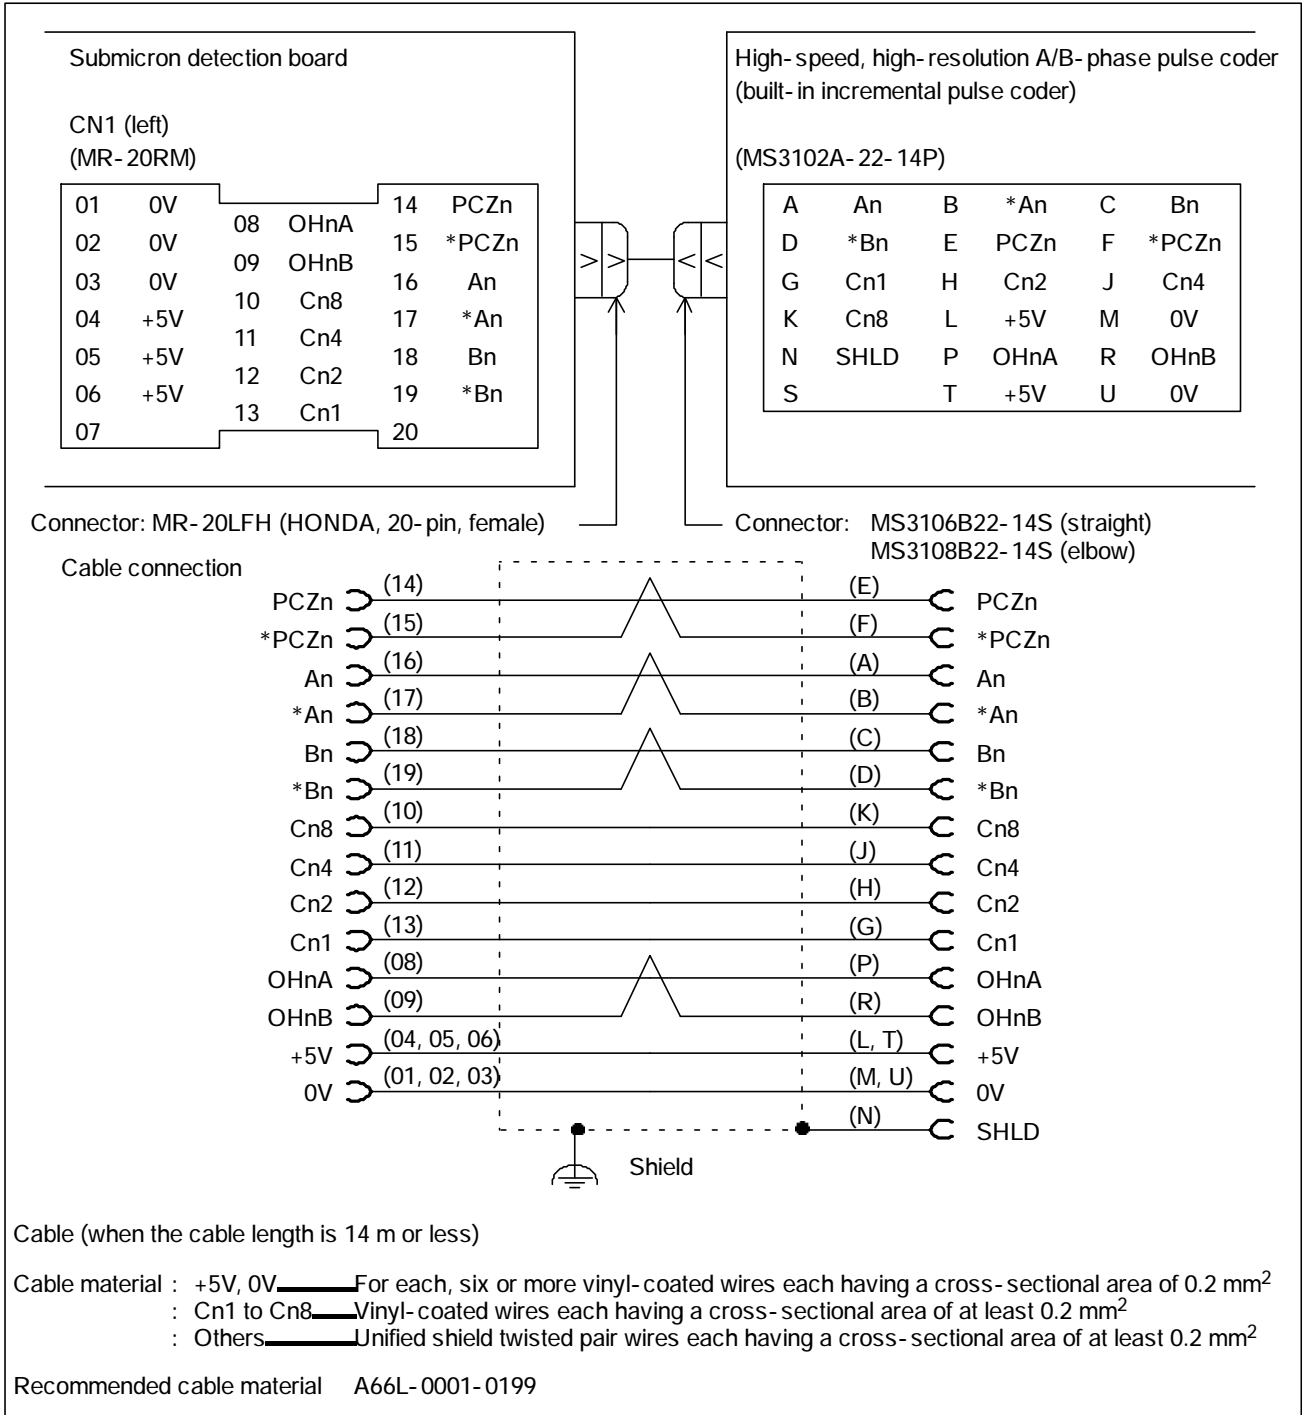 Submicron detection board
CN1 (left)
(MR-20RM)
01 0V
02 0V
03 0V
04 +5V
05 +5V
06 +5V
07
08 OHnA
09 OHnB
10 Cn8
11 Cn4
12 Cn2
13 Cn1
14 PCZn
15 *PCZn
16 An
17 *An
18 Bn
19 *Bn
20
High-speed, high-resolution A/B-phase pulse coder
(built-in incremental pulse coder)
(MS3102A-22-14P)
A An B *An C Bn
D *Bn E PCZn F *PCZn
G Cn1 H Cn2 J Cn4
K Cn8 L +5V M 0V
N SHLD P OHnA R OHnB
S T +5V U 0V
Connector: MR-20LFH (HONDA, 20-pin, female)
Connector: MS3106B22-14S (straight)
MS3108B22-14S (elbow)
Cable connection
PCZn (14) (E) PCZn
*PCZn (15) (F) *PCZn
An (16) (A) An
*An (17) (B) *An
Bn (18) (C) Bn
*Bn (19) (D) *Bn
Cn8 (10) (K) Cn8
Cn4 (11) (J) Cn4
Cn2 (12) (H) Cn2
Cn1 (13) (G) Cn1
OHnA (08) (P) OHnA
OHnB (09) (R) OHnB
+5V (04, 05, 06) (L, T) +5V
0V (01, 02, 03) (M, U) 0V
(N) SHLD
Shield
Cable (when the cable length is 14 m or less)
Cable material : +5V, 0V For each, six or more vinyl-coated wires each having a cross-sectional area of 0.2 mm²
: Cn1 to Cn8 Vinyl-coated wires each having a cross-sectional area of at least 0.2 mm²
: Others Unified shield twisted pair wires each having a cross-sectional area of at least 0.2 mm²
Recommended cable material A66L-0001-0199